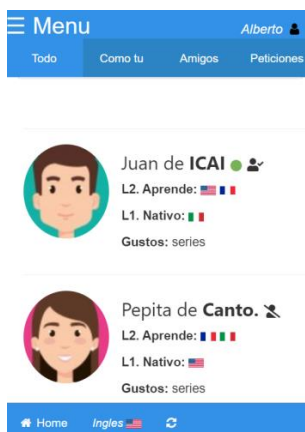 Menu Alberto
Todo Como tu Amigos Peticiones
Juan de ICAI
L2. Aprende:
L1. Nativo:
Gustos: series
Pepita de Canto.
L2. Aprende:
L1. Nativo:
Gustos: series
Home Ingles